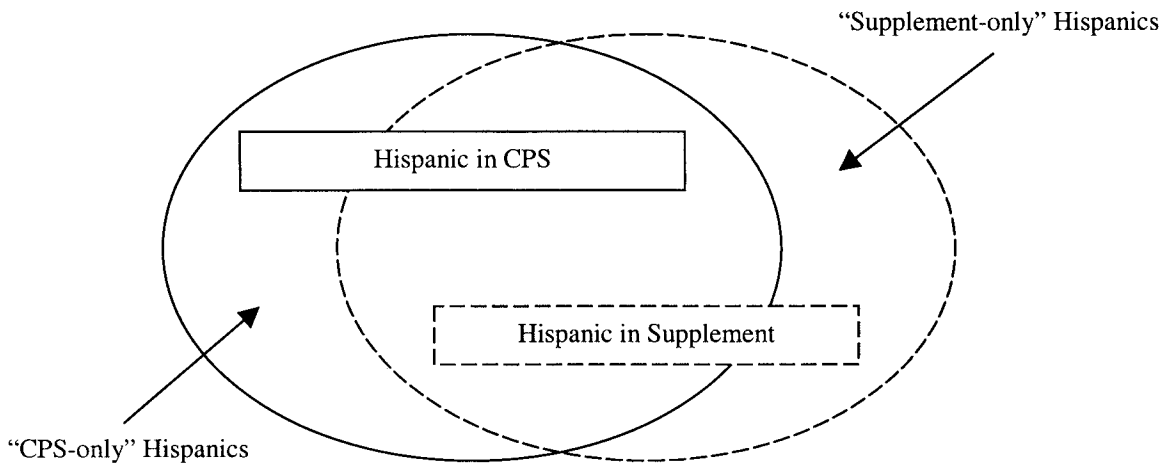 “Supplement-only” Hispanics
Hispanic in CPS
Hispanic in Supplement
“CPS-only” Hispanics